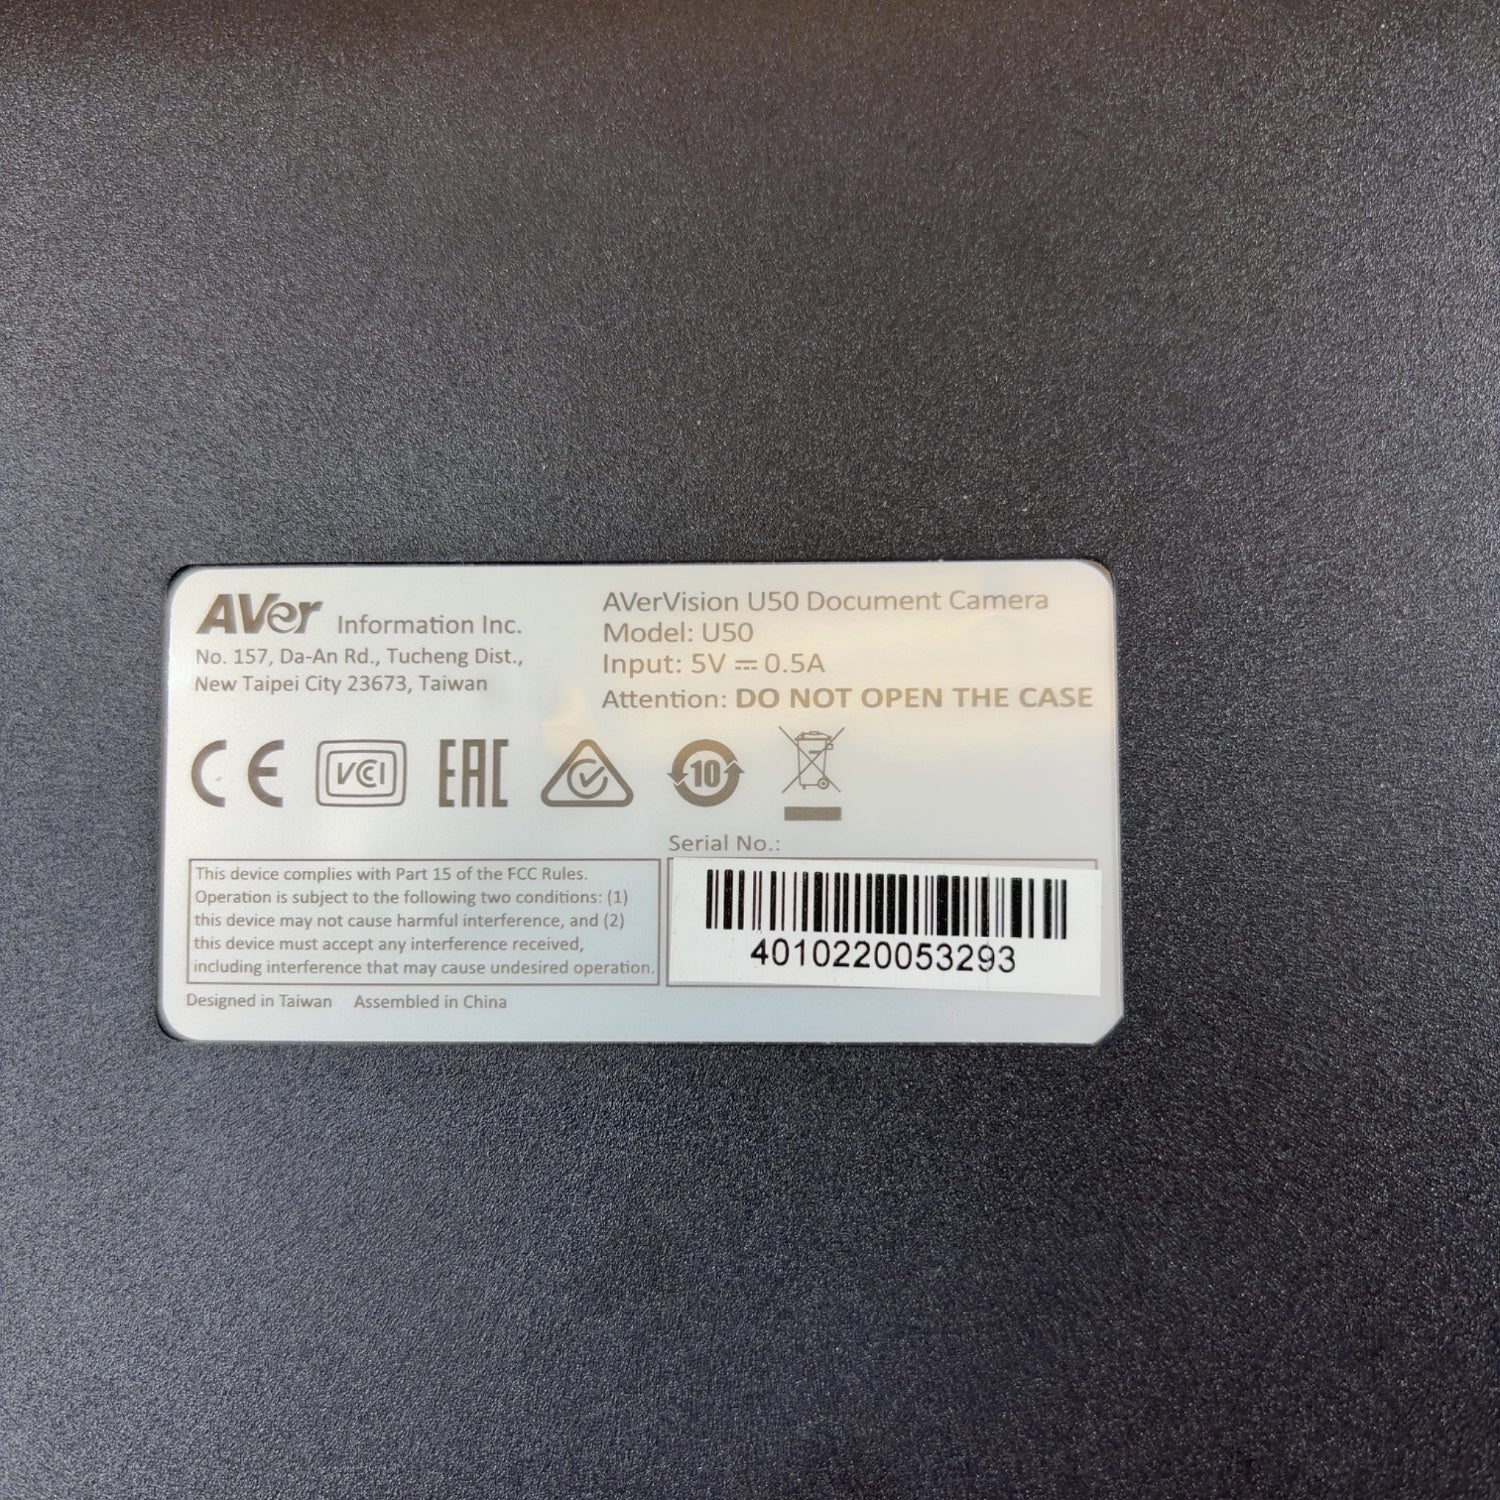 AVer Information Inc.
No. 157, Da-An Rd., Tucheng Dist.,
New Taipei City 23673, Taiwan
AVerVision U50 Document Camera
Model: U50
Input: 5V ⎓ 0.5A
Attention: DO NOT OPEN THE CASE
CE VCCI EAC 10
Serial No.:
4010220053293
This device complies with Part 15 of the FCC Rules.
Operation is subject to the following two conditions: (1)
this device may not cause harmful interference, and (2)
this device must accept any interference received,
including interference that may cause undesired operation.
Designed in Taiwan Assembled in China